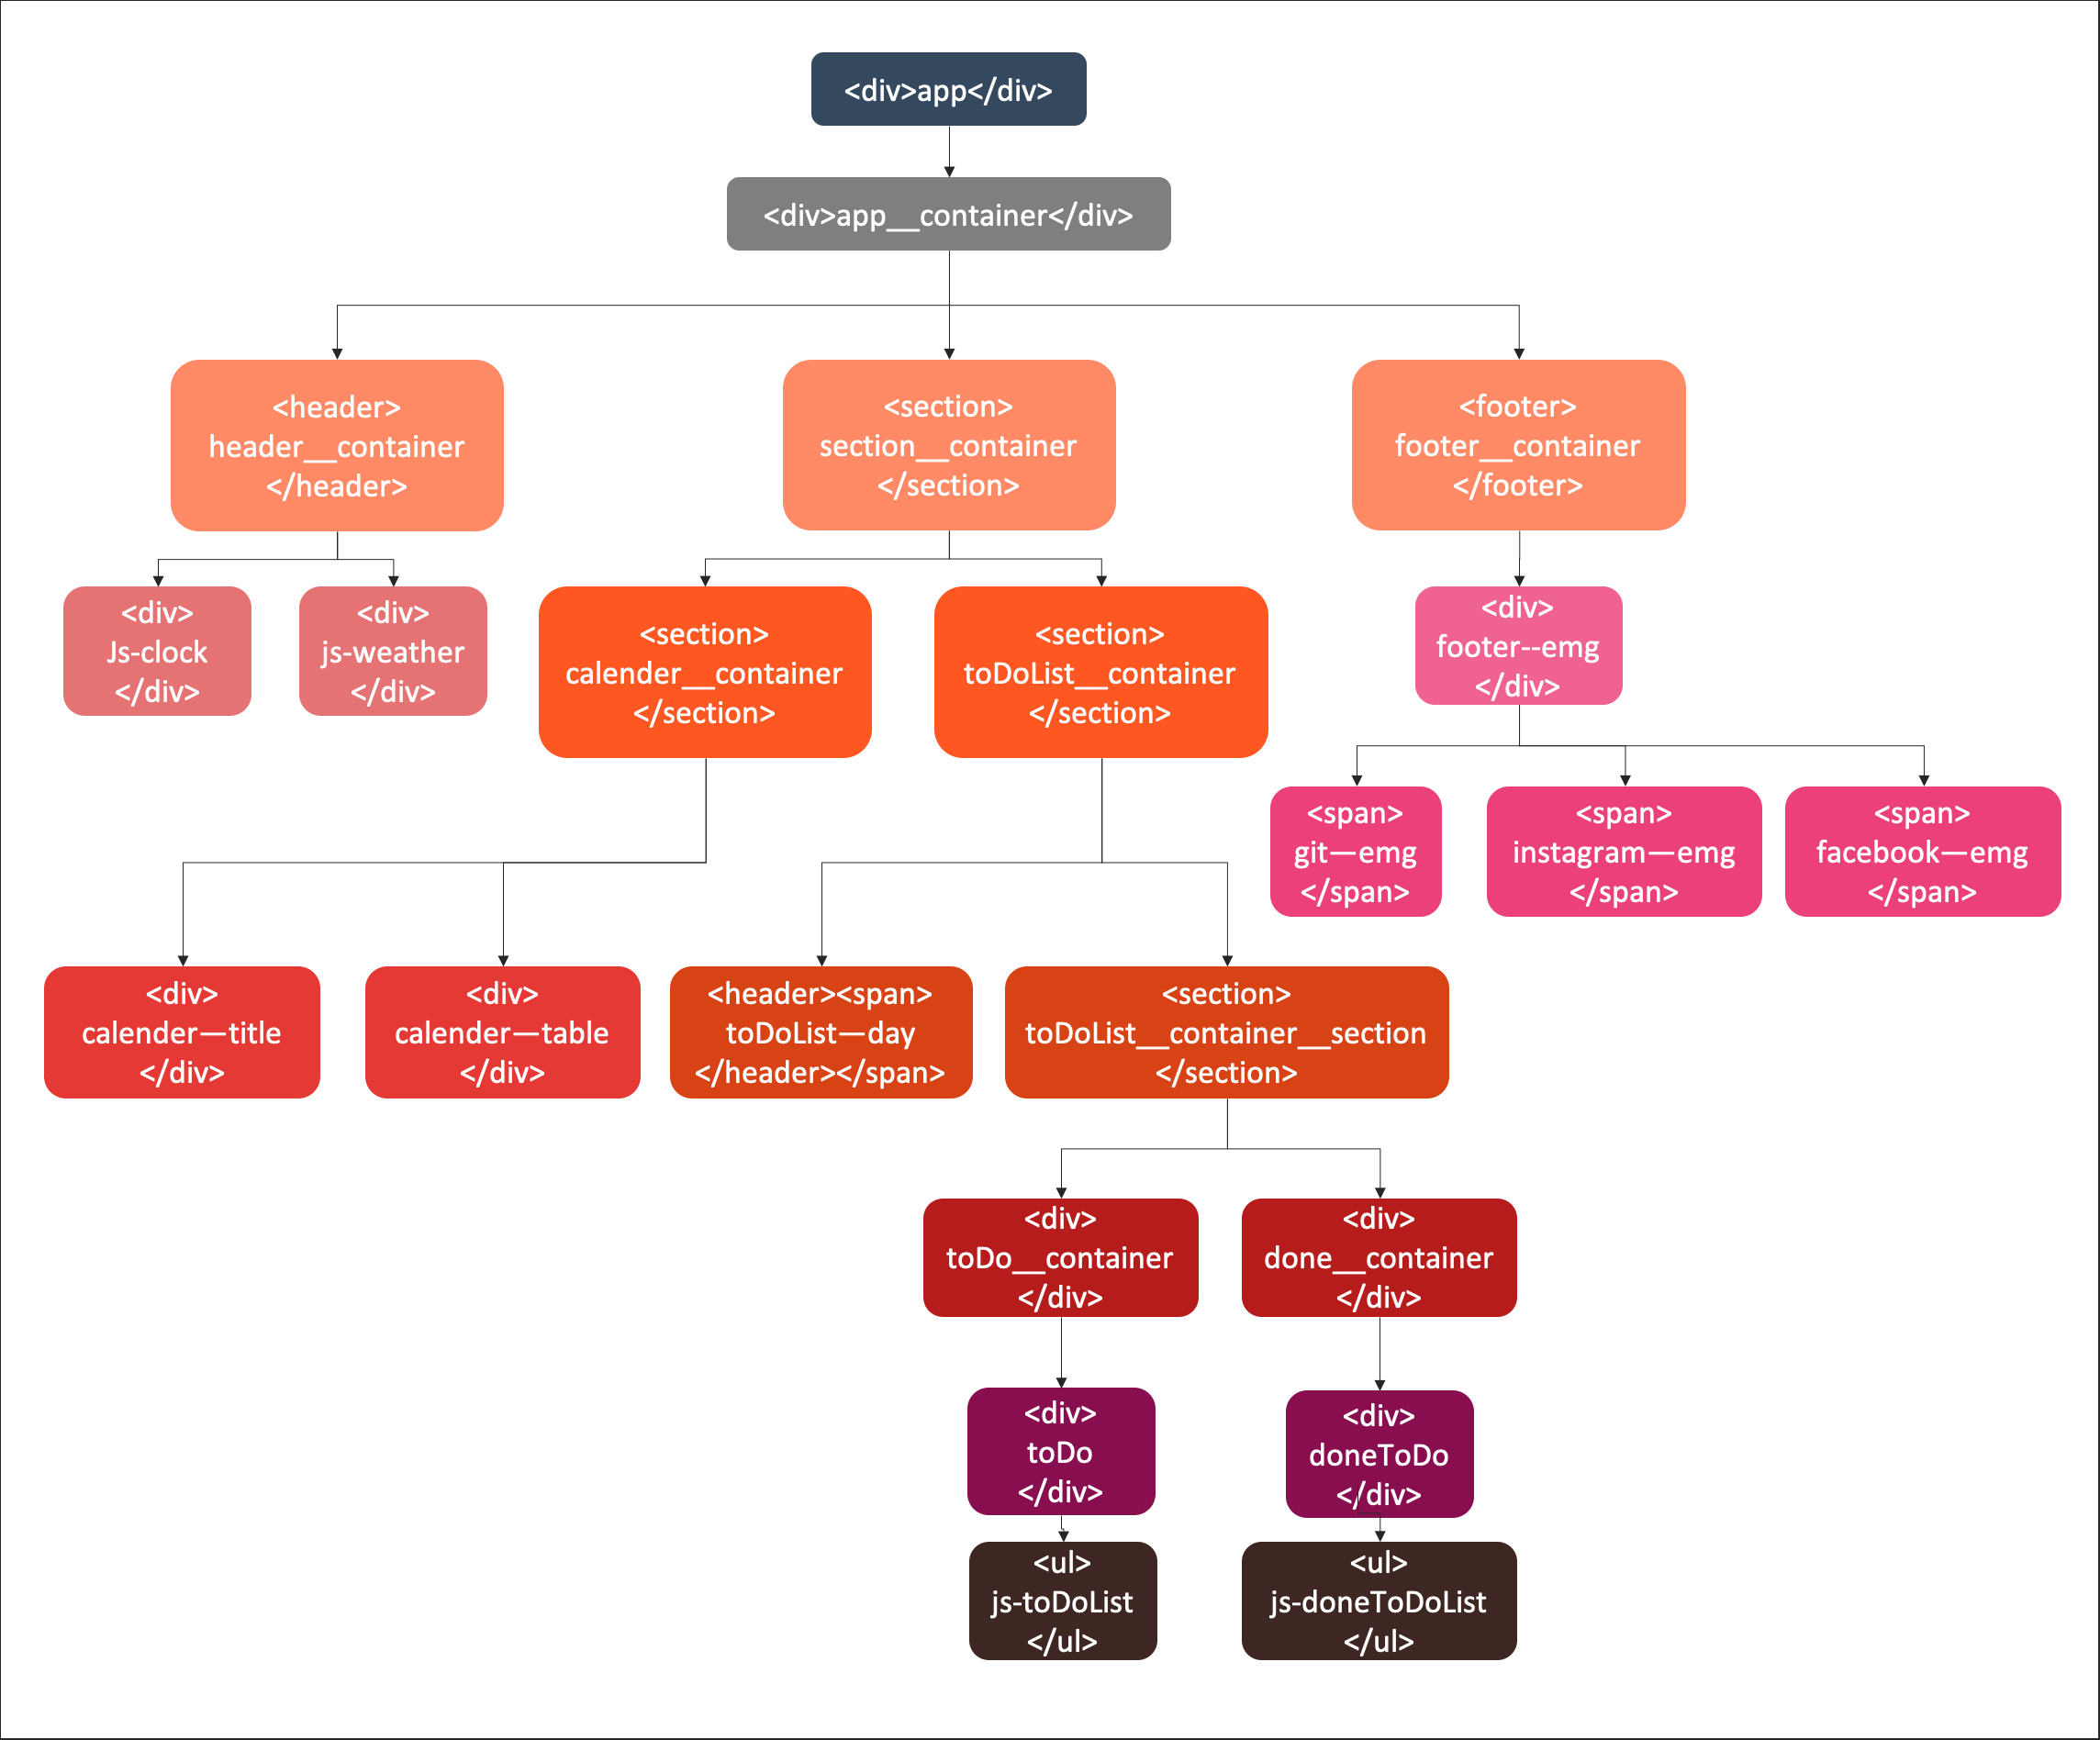 <div>app</div>
<div>app__container</div>
<header>
header__container
</header>
<section>
section__container
</section>
<footer>
footer__container
</footer>
<div>
Js-clock
</div>
<div>
js-weather
</div>
<section>
calender__container
</section>
<section>
toDoList__container
</section>
<div>
footer--emg
</div>
<span>
git—emg
</span>
<span>
instagram—emg
</span>
<span>
facebook—emg
</span>
<div>
calender—title
</div>
<div>
calender—table
</div>
<header><span>
toDoList—day
</header></span>
<section>
toDoList__container__section
</section>
<div>
toDo__container
</div>
<div>
done__container
</div>
<div>
toDo
</div>
<div>
doneToDo
</div>
<ul>
js-toDoList
</ul>
<ul>
js-doneToDoList
</ul>